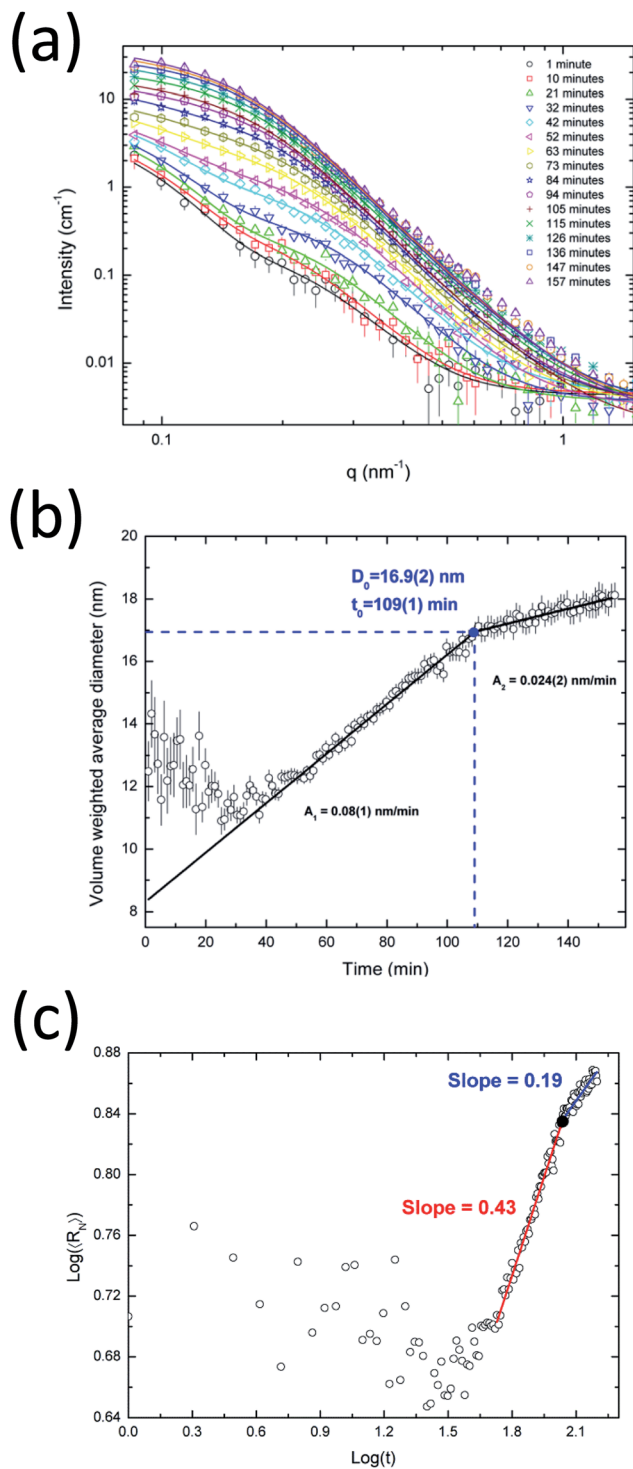 (a)
10
1
0.1
0.01
Intensity (cm⁻¹)
0.1
1
q (nm⁻¹)
1 minute
10 minutes
21 minutes
32 minutes
42 minutes
52 minutes
63 minutes
73 minutes
84 minutes
94 minutes
105 minutes
115 minutes
126 minutes
136 minutes
147 minutes
157 minutes
(b)
20
18
16
14
12
10
8
Volume weighted average diameter (nm)
D₀=16.9(2) nm
t₀=109(1) min
A₂ = 0.024(2) nm/min
A₁ = 0.08(1) nm/min
0
20
40
60
80
100
120
140
Time (min)
(c)
0.88
0.84
0.80
0.76
0.72
0.68
0.64
Log(⟨R_N⟩)
Slope = 0.19
Slope = 0.43
0.0
0.3
0.6
0.9
1.2
1.5
1.8
2.1
Log(t)